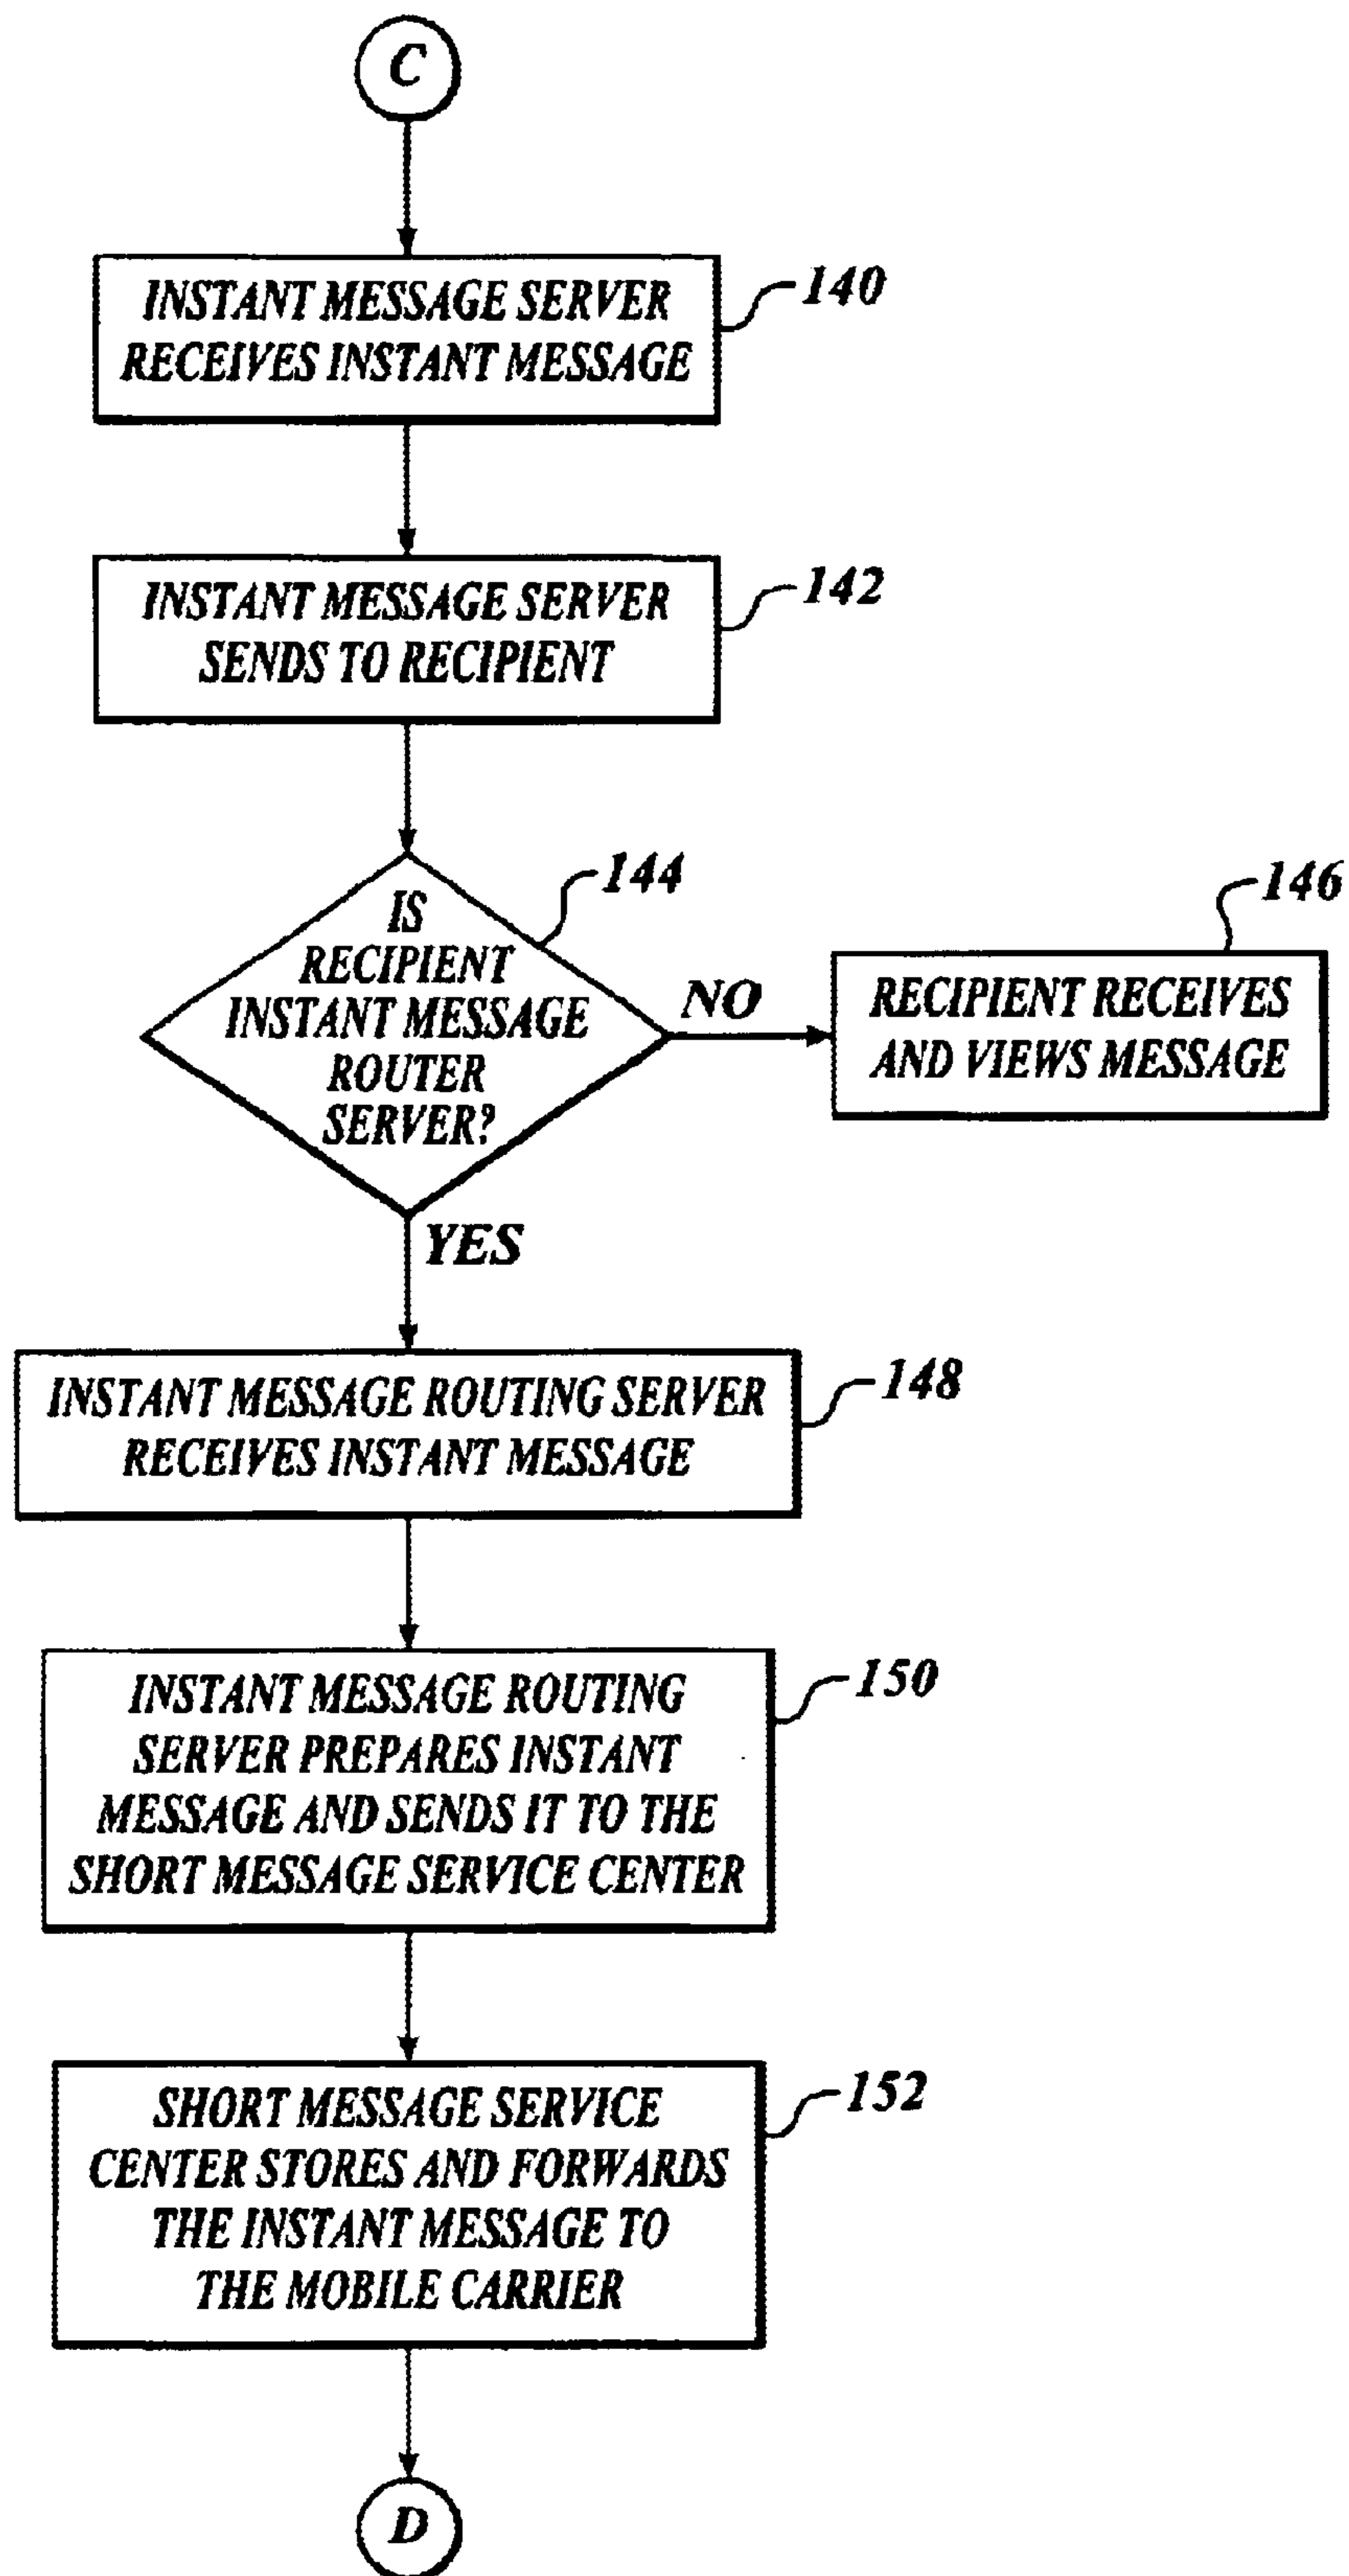 C
INSTANT MESSAGE SERVER
RECEIVES INSTANT MESSAGE
140
INSTANT MESSAGE SERVER
SENDS TO RECIPIENT
142
IS
RECIPIENT
INSTANT MESSAGE
ROUTER
SERVER?
144
NO
RECIPIENT RECEIVES
AND VIEWS MESSAGE
146
YES
INSTANT MESSAGE ROUTING SERVER
RECEIVES INSTANT MESSAGE
148
INSTANT MESSAGE ROUTING
SERVER PREPARES INSTANT
MESSAGE AND SENDS IT TO THE
SHORT MESSAGE SERVICE CENTER
150
SHORT MESSAGE SERVICE
CENTER STORES AND FORWARDS
THE INSTANT MESSAGE TO
THE MOBILE CARRIER
152
D